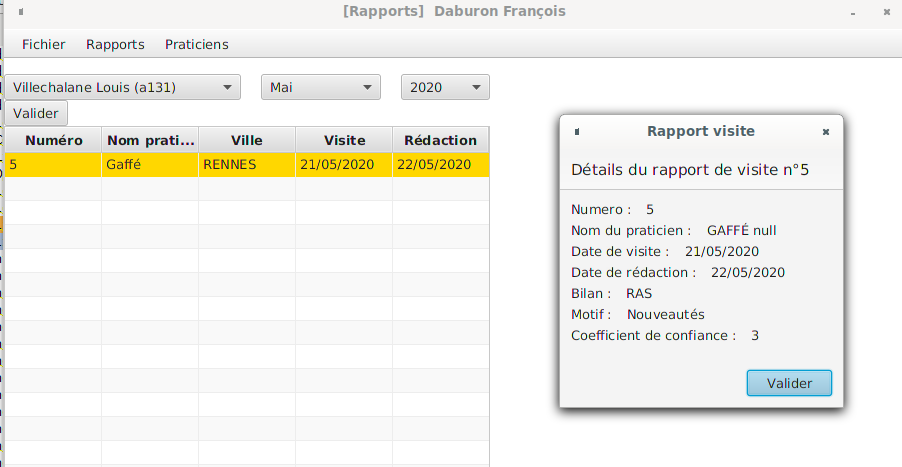 [Rapports] Daburon François
Fichier Rapports Praticiens
Villechalane Louis (a131) Mai 2020
Valider
Numéro Nom prati... Ville Visite Rédaction
5 Gaffé RENNES 21/05/2020 22/05/2020
Rapport visite
Détails du rapport de visite n°5
Numero : 5
Nom du praticien : GAFFÉ null
Date de visite : 21/05/2020
Date de rédaction : 22/05/2020
Bilan : RAS
Motif : Nouveautés
Coefficient de confiance : 3
Valider